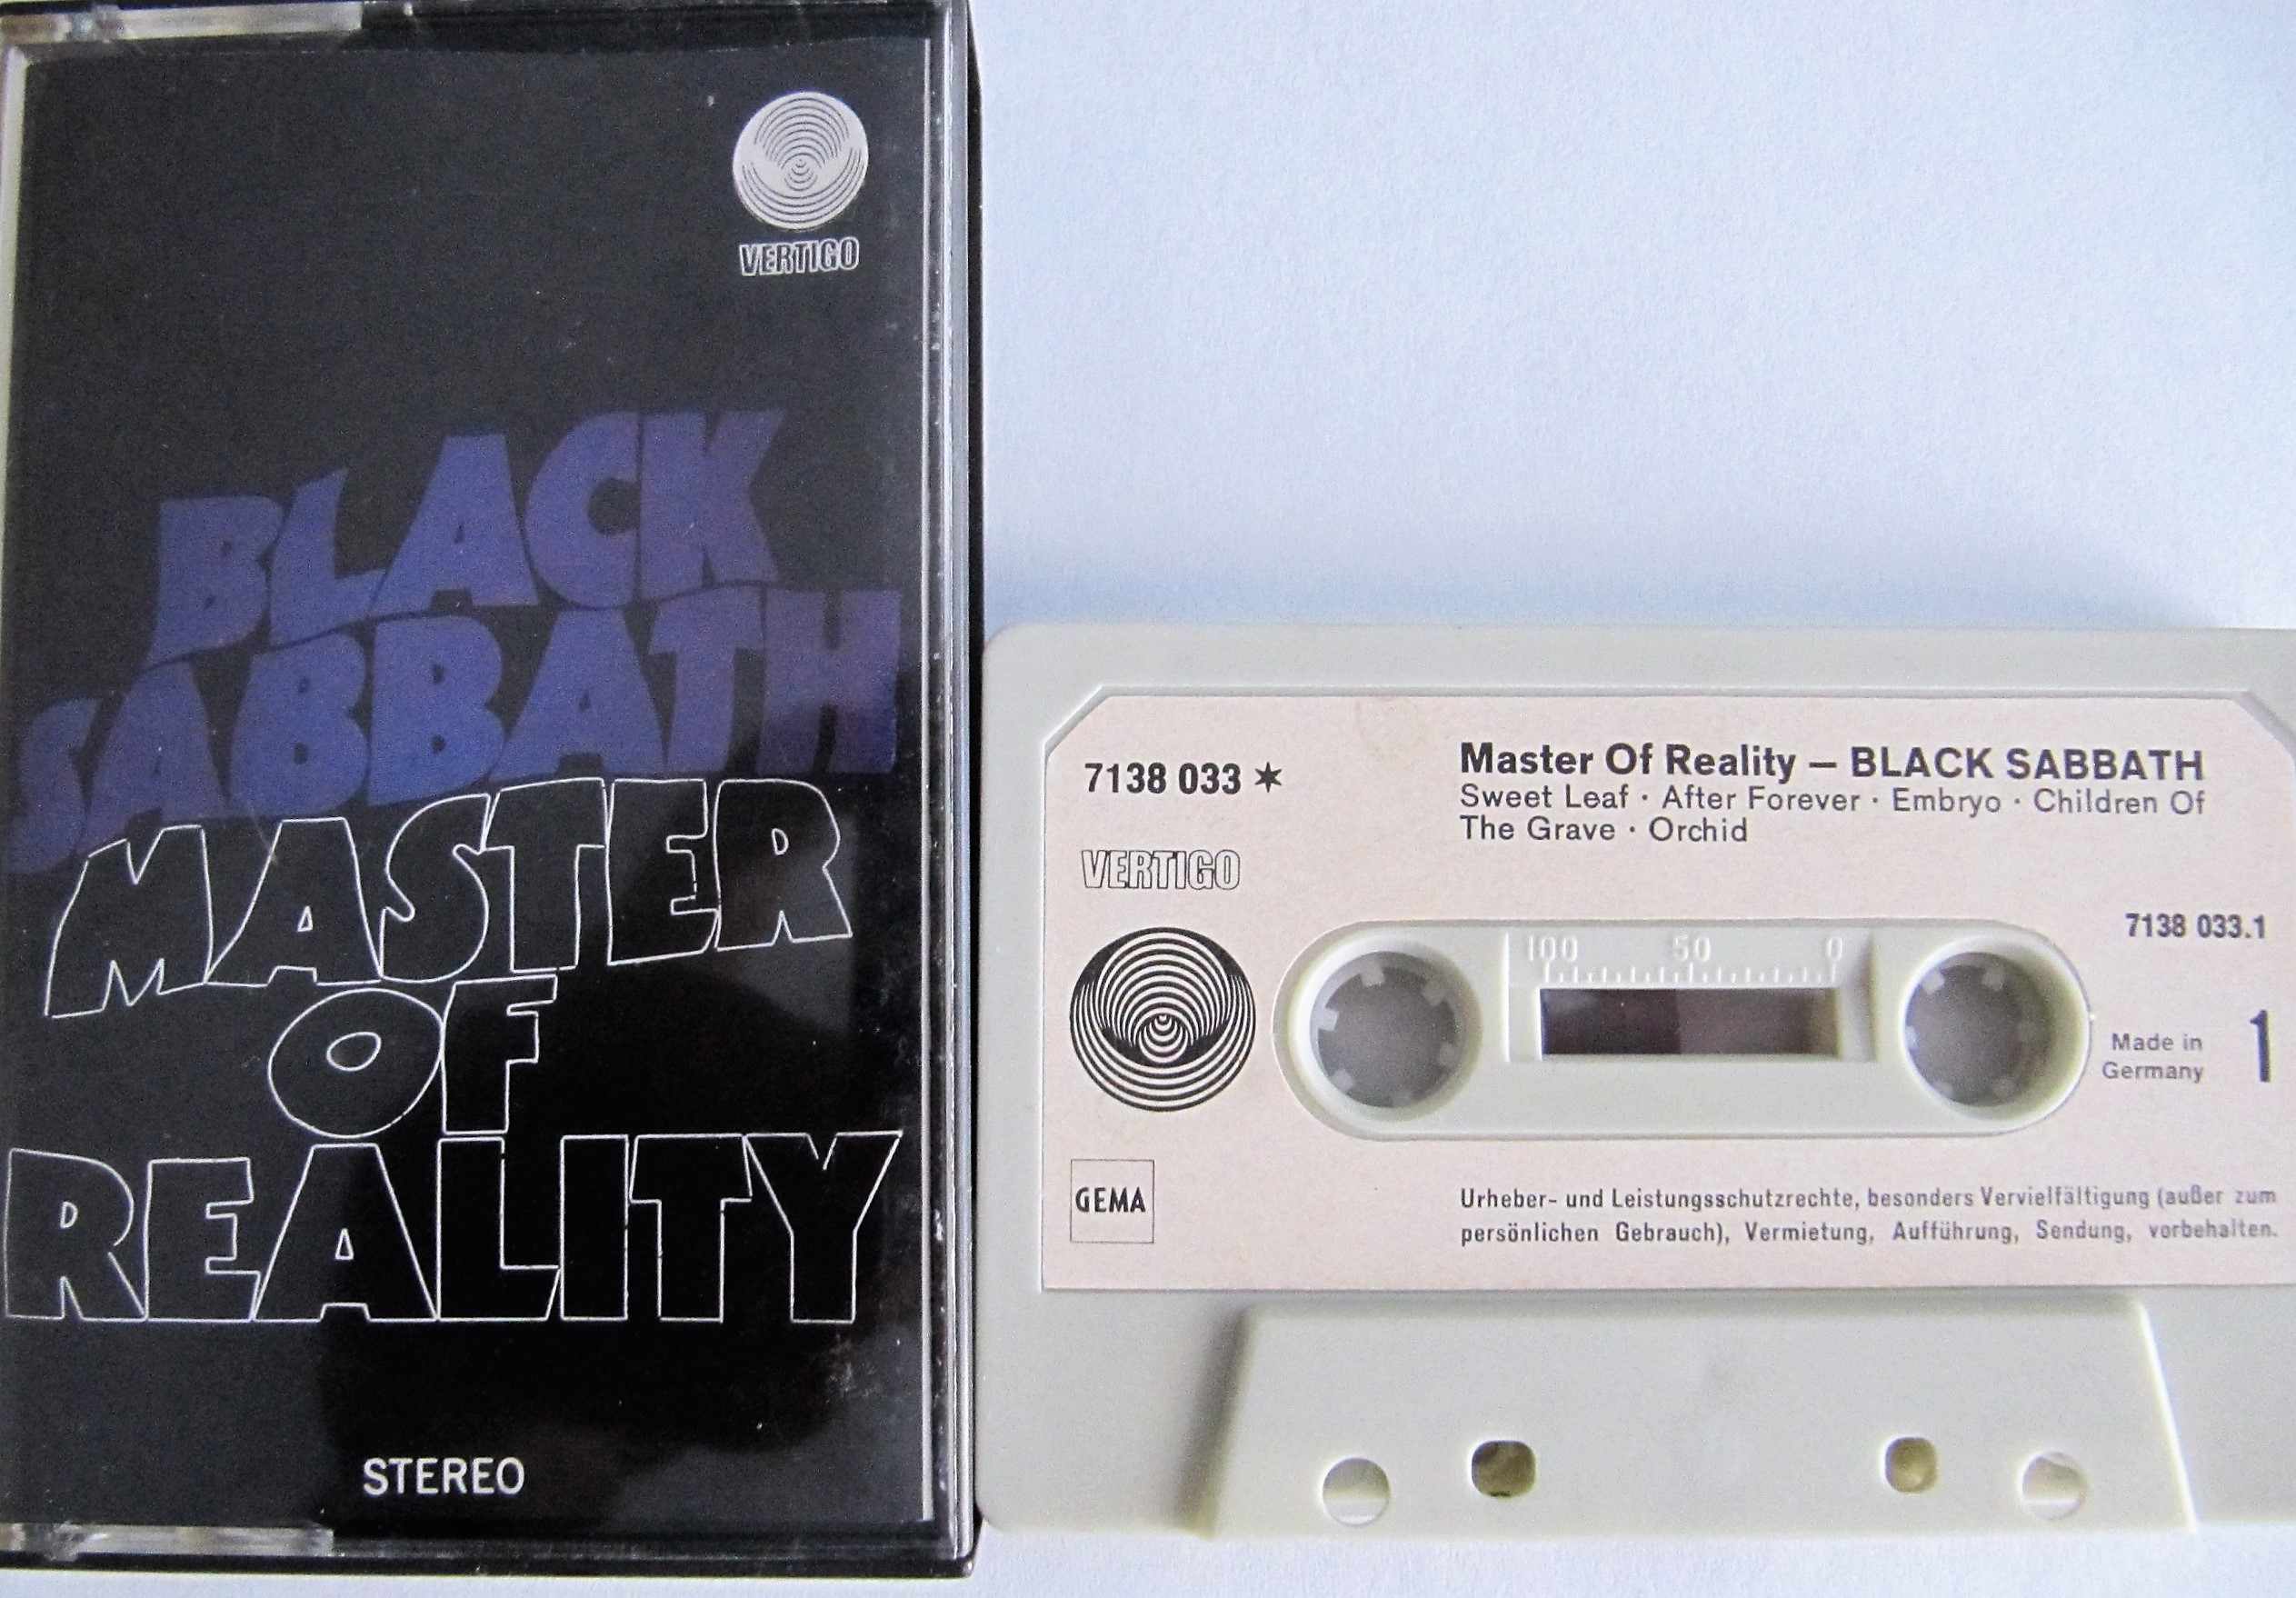 VERTIGO
BLACK
SABBATH
MASTER
OF
REALITY
STEREO
7138 033 ✶
Master Of Reality — BLACK SABBATH
Sweet Leaf · After Forever · Embryo · Children Of
The Grave · Orchid
VERTIGO
7138 033.1
100 50 0
Made in
Germany
1
GEMA
Urheber- und Leistungsschutzrechte, besonders Vervielfältigung (außer zum
persönlichen Gebrauch), Vermietung, Aufführung, Sendung, vorbehalten.